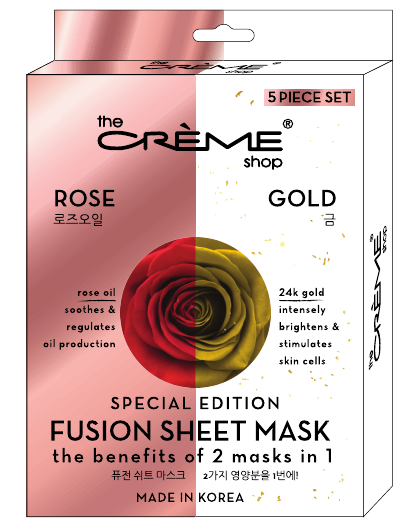 the CRÈME shop
5 PIECE SET
the
CRÈME®
shop
ROSE
로즈오일
GOLD
금
rose oil
soothes &
regulates
oil production
24k gold
intensely
brightens &
stimulates
skin cells
the CRÈME shop
SPECIAL EDITION
FUSION SHEET MASK
the benefits of 2 masks in 1
퓨전 쉬트 마스크 2가지 영양분을 1번에!
MADE IN KOREA